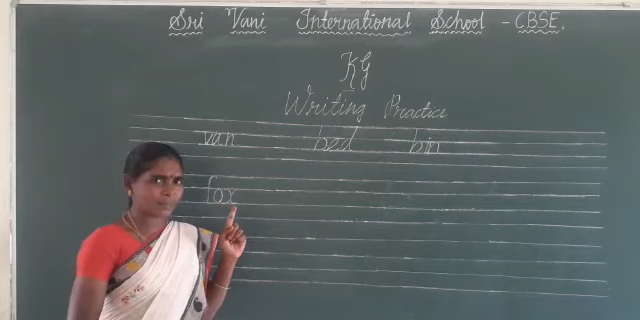 Sri Vani International School - CBSE.
KG
Writing Practice
van bed bin
fox